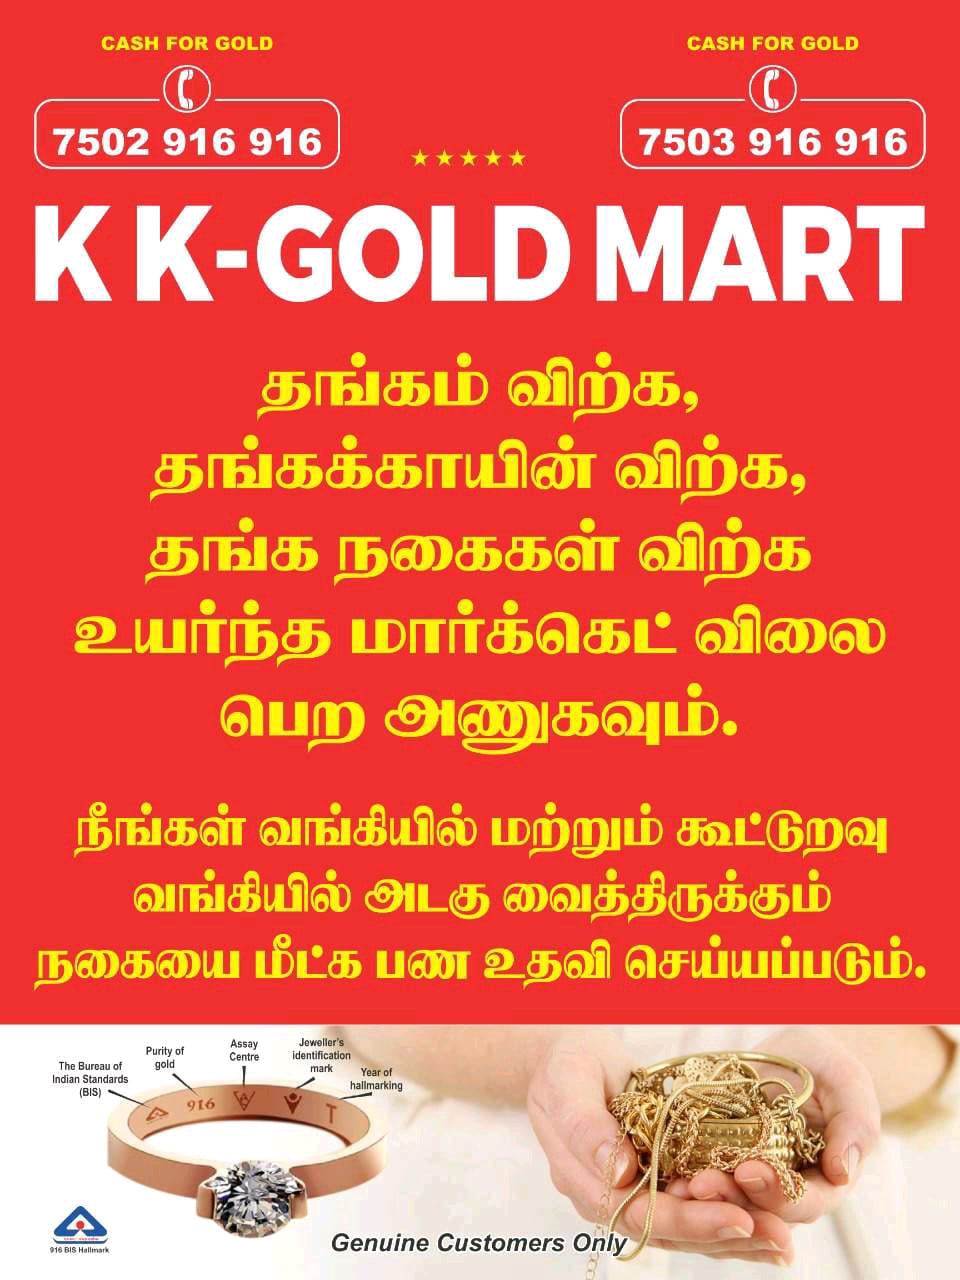 CASH FOR GOLD
7502 916 916
CASH FOR GOLD
7503 916 916
K K-GOLD MART
தங்கம் விற்க,
தங்கக்காயின் விற்க,
தங்க நகைகள் விற்க
உயர்ந்த மார்க்கெட் விலை
பெற அணுகவும்.
நீங்கள் வங்கியில் மற்றும் கூட்டுறவு
வங்கியில் அடகு வைத்திருக்கும்
நகையை மீட்க பண உதவி செய்யப்படும்.
The Bureau of
Indian Standards
(BIS)
Purity of
gold
Assay
Centre
Jeweller's
identification
mark
Year of
hallmarking
916
T
916 BIS Hallmark
Genuine Customers Only